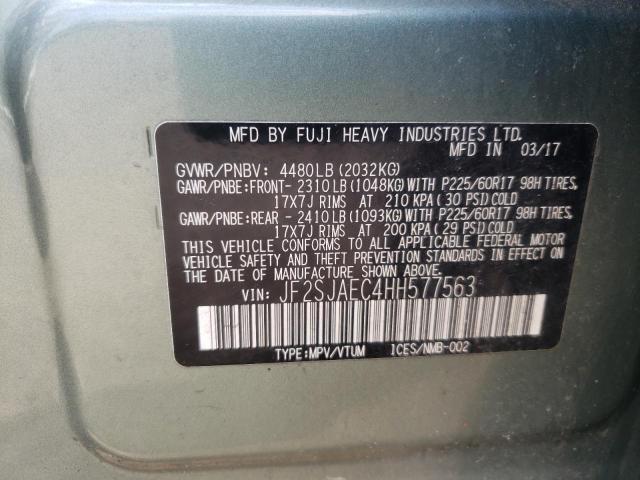 MFD BY FUJI HEAVY INDUSTRIES LTD.
MFD IN 03/17
GVWR/PNBV: 4480LB (2032KG)
GAWR/PNBE:FRONT- 2310LB (1048KG) WITH P225/60R17 98H TIRES,
17X7J RIMS AT 210 KPA ( 30 PSI) COLD
GAWR/PNBE:REAR - 2410LB (1093KG) WITH P225/60R17 98H TIRES,
17X7J RIMS AT 200 KPA ( 29 PSI) COLD
THIS VEHICLE CONFORMS TO ALL APPLICABLE FEDERAL MOTOR
VEHICLE SAFETY AND THEFT PREVENTION STANDARDS IN EFFECT ON
THE DATE OF MANUFACTURE SHOWN ABOVE.
VIN: JF2SJAEC4HH577563
TYPE:MPV/VTUM ICES/NMB-002